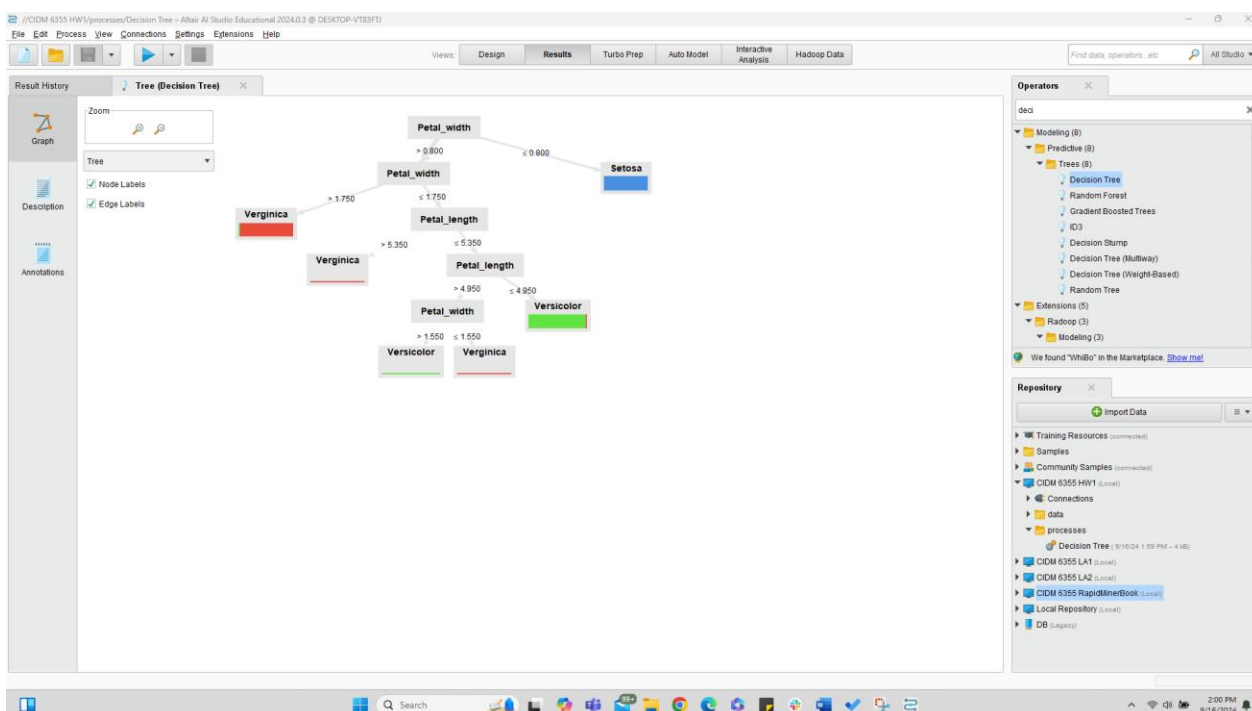 //CIDM 6355 HW1/processes/Decision Tree – Altair AI Studio Educational 2024.0.3 @ DESKTOP-VT83FTJ
File Edit Process View Connections Settings Extensions Help
Views: Design Results Turbo Prep Auto Model Interactive Analysis Hadoop Data
Find data, operators...etc
All Studio
Result History
Tree (Decision Tree)
Graph
Description
Annotations
Zoom
Tree
Node Labels
Edge Labels
Petal_width
> 0.800
≤ 0.800
Petal_width
Setosa
> 1.750
≤ 1.750
Verginica
Petal_length
> 5.350
≤ 5.350
Verginica
Petal_length
> 4.950
≤ 4.950
Petal_width
Versicolor
> 1.550
≤ 1.550
Versicolor
Verginica
Operators
deci
Modeling (8)
Predictive (8)
Trees (8)
Decision Tree
Random Forest
Gradient Boosted Trees
ID3
Decision Stump
Decision Tree (Multiway)
Decision Tree (Weight-Based)
Random Tree
Extensions (5)
Radoop (3)
Modeling (3)
We found "WhiBo" in the Marketplace. Show me!
Repository
Import Data
Training Resources (connected)
Samples
Community Samples (connected)
CIDM 6355 HW1 (Local)
Connections
data
processes
Decision Tree ( 9/16/24 1:59 PM – 4 kB)
CIDM 6355 LA1 (Local)
CIDM 6355 LA2 (Local)
CIDM 6355 RapidMinerBook (Local)
Local Repository (Local)
DB (Legacy)
Search
99+
2:00 PM
9/16/2024